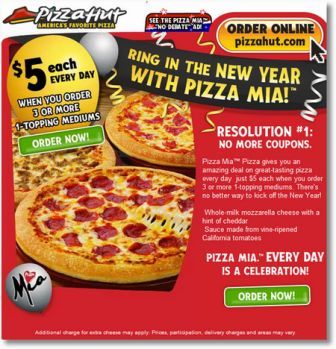 Pizza Hut
AMERICA'S FAVORITE PIZZA
SEE THE PIZZA MIA™
"NO DEBATE" AD!
ORDER ONLINE
pizzahut.com
$5 each
EVERY DAY
WHEN YOU ORDER
3 OR MORE
1-TOPPING MEDIUMS
ORDER NOW!
RING IN THE NEW YEAR
WITH PIZZA MIA!™
RESOLUTION #1:
NO MORE COUPONS.
Pizza Mia™ Pizza gives you an
amazing deal on great-tasting pizza
every day just $5 each when you order
3 or more 1-topping mediums. There's
no better way to kick off the New Year!
Whole-milk mozzarella cheese with a
hint of cheddar
Sauce made from vine-ripened
California tomatoes
PIZZA MIA.™ EVERY DAY
IS A CELEBRATION!
ORDER NOW!
Mia
Additional charge for extra cheese may apply. Prices, participation, delivery charges and areas may vary.